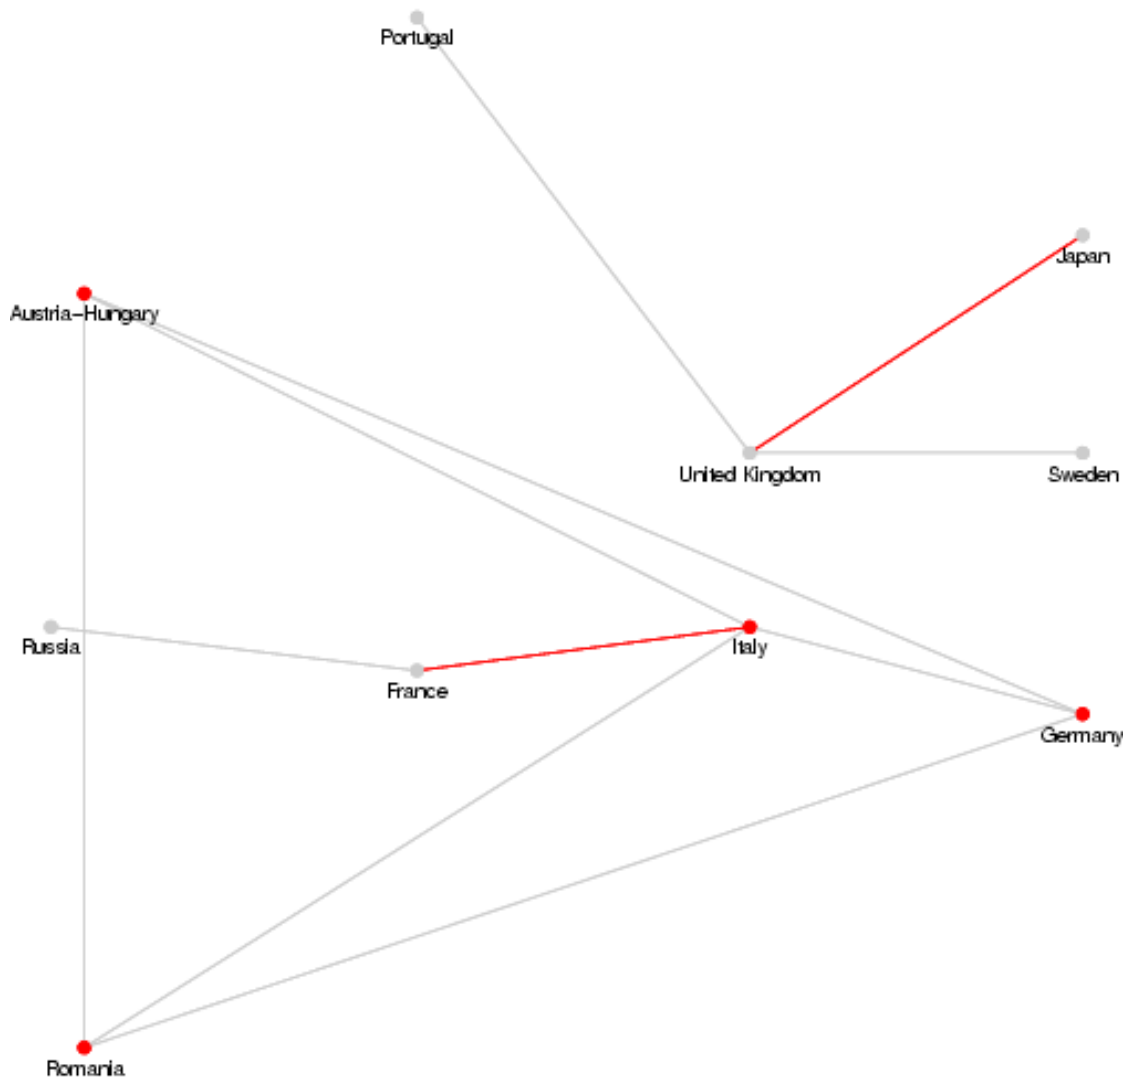 Portugal
Japan
Austria–Hungary
United Kingdom
Sweden
Russia
Italy
France
Germany
Romania